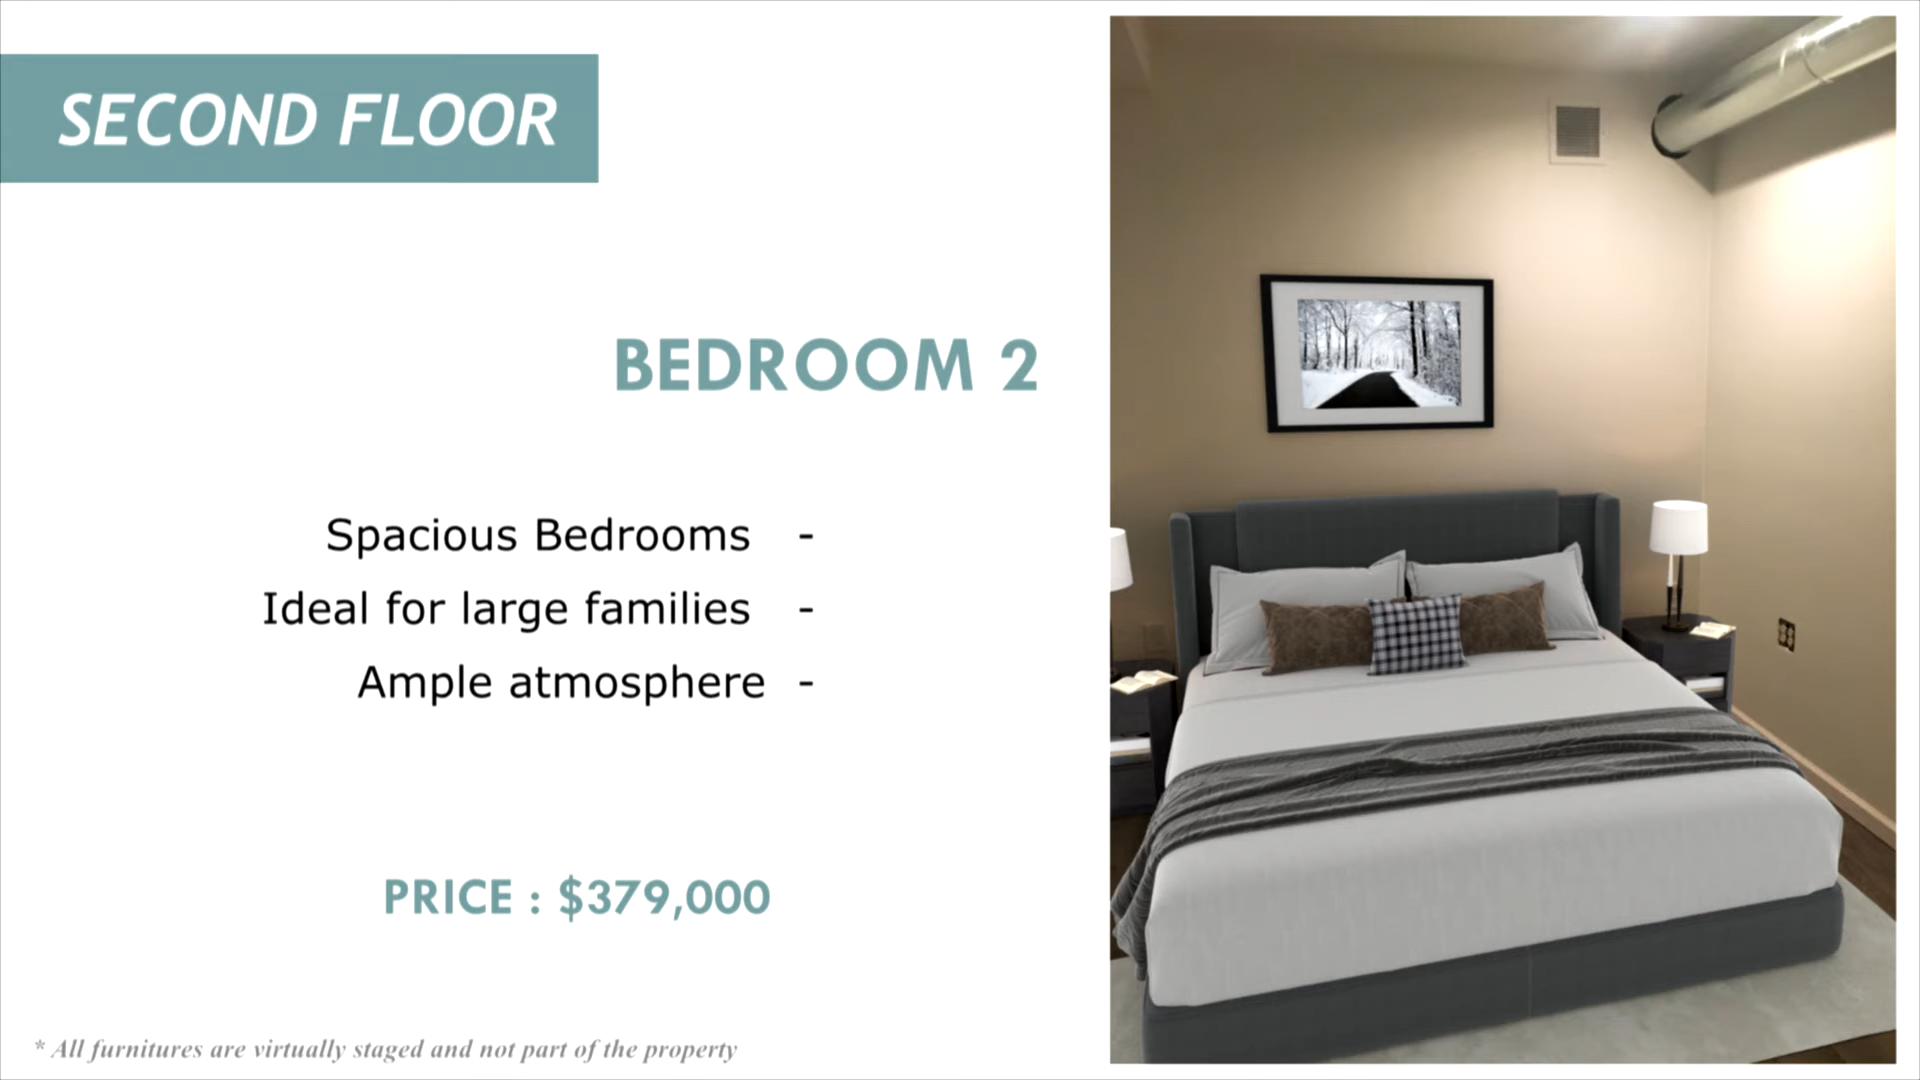 SECOND FLOOR
BEDROOM 2
Spacious Bedrooms -
Ideal for large families -
Ample atmosphere -
PRICE : $379,000
* All furnitures are virtually staged and not part of the property